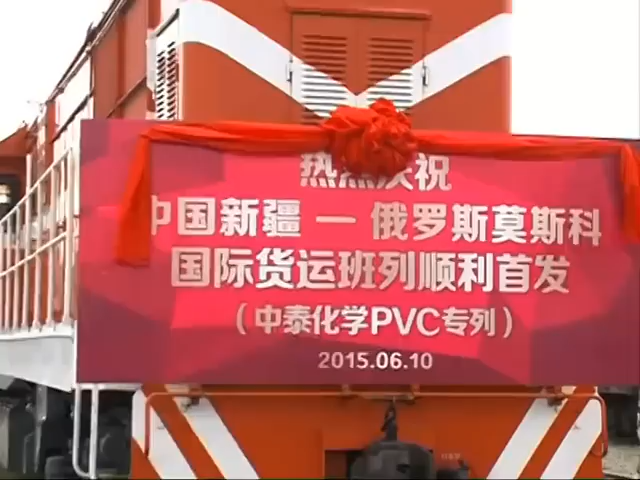 热烈庆祝
中国新疆 — 俄罗斯莫斯科
国际货运班列顺利首发
（中泰化学PVC专列）
2015.06.10